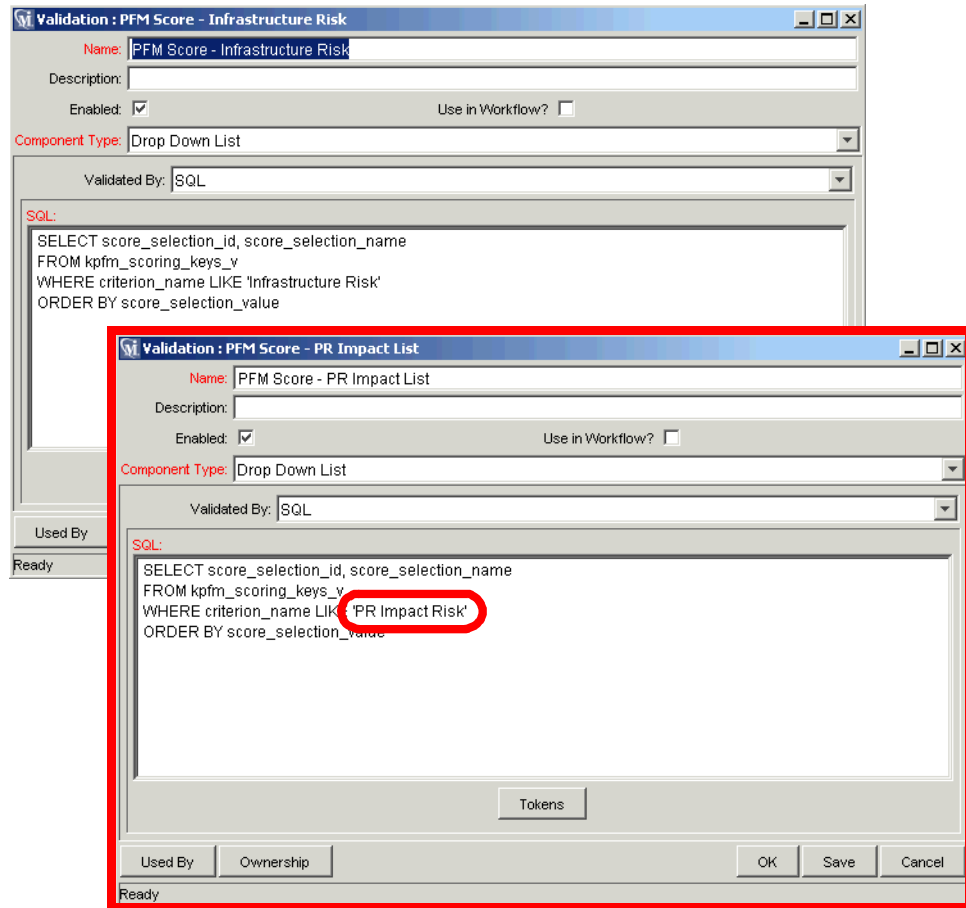 Validation : PFM Score - Infrastructure Risk
Name: PFM Score - Infrastructure Risk
Description:
Enabled: Use in Workflow?
Component Type: Drop Down List
Validated By: SQL
SQL:
SELECT score_selection_id, score_selection_name
FROM kpfm_scoring_keys_v
WHERE criterion_name LIKE 'Infrastructure Risk'
ORDER BY score_selection_value
Used By
Ready
Validation : PFM Score - PR Impact List
Name: PFM Score - PR Impact List
Description:
Enabled: Use in Workflow?
Component Type: Drop Down List
Validated By: SQL
SQL:
SELECT score_selection_id, score_selection_name
FROM kpfm_scoring_keys_v
WHERE criterion_name LIKE 'PR Impact Risk'
ORDER BY score_selection_value
Tokens
Used By Ownership OK Save Cancel
Ready